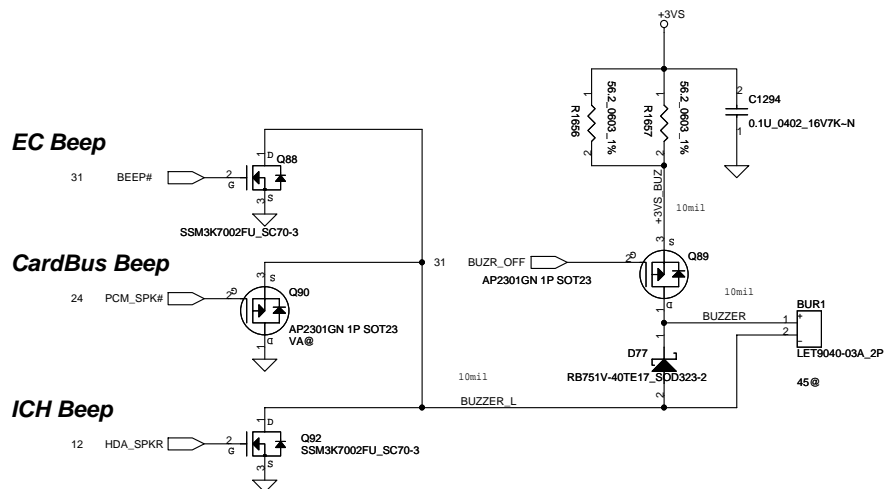 +3VS
1
56.2_0603_1%
R1656
2
1
56.2_0603_1%
R1657
2
2
C1294
0.1U_0402_16V7K~N
1
+3VS_BUZ
10mil
EC Beep
31 BEEP#
2
G
1
D
Q88
3
S
SSM3K7002FU_SC70-3
CardBus Beep
24 PCM_SPK#
2
G
3
S
Q90
AP2301GN 1P SOT23
VA@
1
D
31 BUZR_OFF
2
G
3
S
Q89
AP2301GN 1P SOT23
1
D
10mil
BUZZER
BUR1
1
+
2
-
LET9040-03A_2P
45@
1
D77
RB751V-40TE17_SOD323-2
2
10mil
BUZZER_L
ICH Beep
12 HDA_SPKR
2
G
1
D
Q92
SSM3K7002FU_SC70-3
3
S